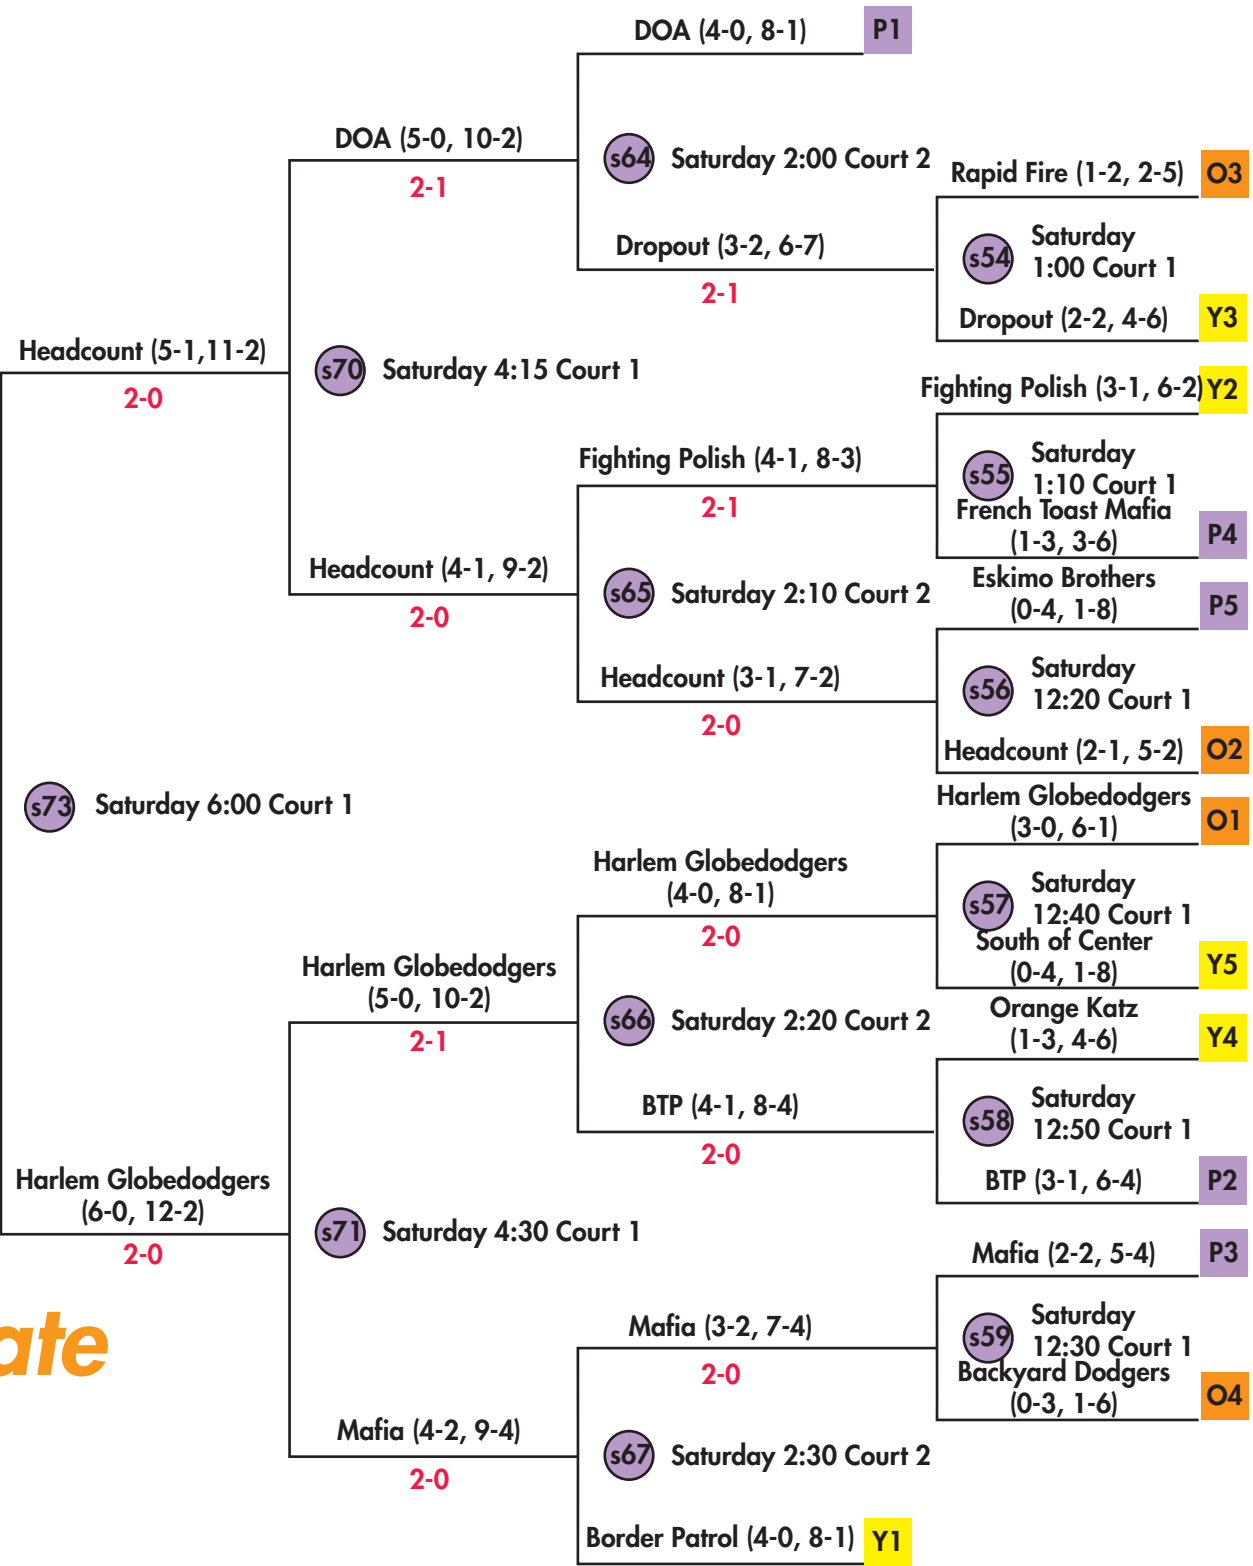 DOA (4-0, 8-1)
P1
DOA (5-0, 10-2)
2-1
s64
Saturday 2:00 Court 2
Rapid Fire (1-2, 2-5)
O3
Dropout (3-2, 6-7)
2-1
s54
Saturday
1:00 Court 1
Dropout (2-2, 4-6)
Y3
Headcount (5-1,11-2)
2-0
s70
Saturday 4:15 Court 1
Fighting Polish (3-1, 6-2)
Y2
Fighting Polish (4-1, 8-3)
2-1
s55
Saturday
1:10 Court 1
French Toast Mafia
(1-3, 3-6)
P4
Headcount (4-1, 9-2)
2-0
s65
Saturday 2:10 Court 2
Eskimo Brothers
(0-4, 1-8)
P5
Headcount (3-1, 7-2)
2-0
s56
Saturday
12:20 Court 1
Headcount (2-1, 5-2)
O2
s73
Saturday 6:00 Court 1
Harlem Globedodgers
(3-0, 6-1)
O1
Harlem Globedodgers
(4-0, 8-1)
2-0
s57
Saturday
12:40 Court 1
South of Center
(0-4, 1-8)
Y5
Harlem Globedodgers
(5-0, 10-2)
2-1
s66
Saturday 2:20 Court 2
Orange Katz
(1-3, 4-6)
Y4
BTP (4-1, 8-4)
2-0
s58
Saturday
12:50 Court 1
BTP (3-1, 6-4)
P2
Harlem Globedodgers
(6-0, 12-2)
2-0
s71
Saturday 4:30 Court 1
Mafia (2-2, 5-4)
P3
Mafia (3-2, 7-4)
2-0
s59
Saturday
12:30 Court 1
Backyard Dodgers
(0-3, 1-6)
O4
ate
Mafia (4-2, 9-4)
2-0
s67
Saturday 2:30 Court 2
Border Patrol (4-0, 8-1)
Y1